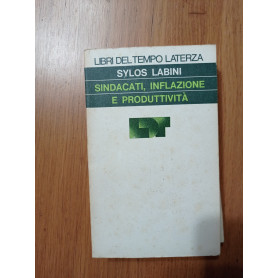 LIBRI DEL TEMPO LATERZA
SYLOS LABINI
SINDACATI, INFLAZIONE
E PRODUTTIVITÀ